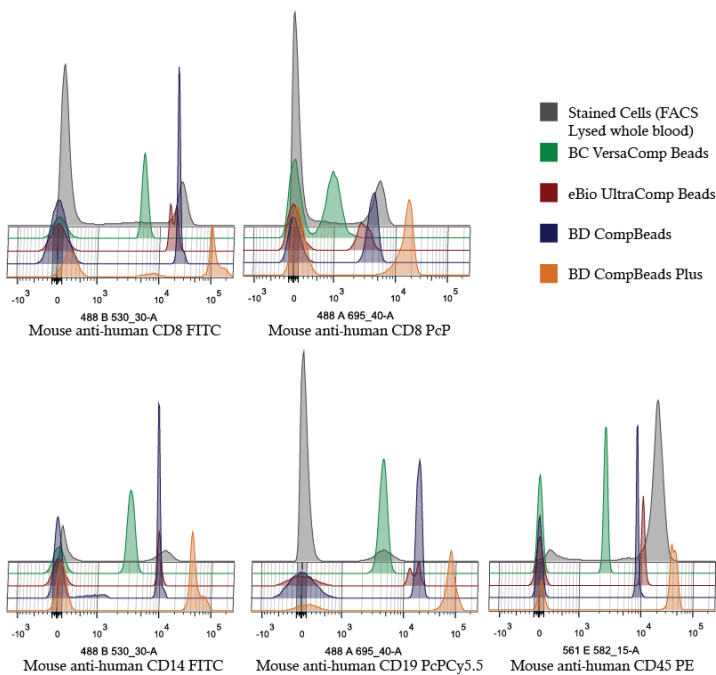 Stained Cells (FACS
Lysed whole blood)
BC VersaComp Beads
eBio UltraComp Beads
BD CompBeads
BD CompBeads Plus
-10³ 0 10³ 10⁴ 10⁵
488 B 530_30-A
Mouse anti-human CD8 FITC
-10³ 0 10³ 10⁴ 10⁵
488 A 695_40-A
Mouse anti-human CD8 PcP
-10³ 0 10³ 10⁴ 10⁵
488 B 530_30-A
Mouse anti-human CD14 FITC
-10³ 0 10³ 10⁴ 10⁵
488 A 695_40-A
Mouse anti-human CD19 PcPCy5.5
-10³ 0 10³ 10⁴ 10⁵
561 E 582_15-A
Mouse anti-human CD45 PE